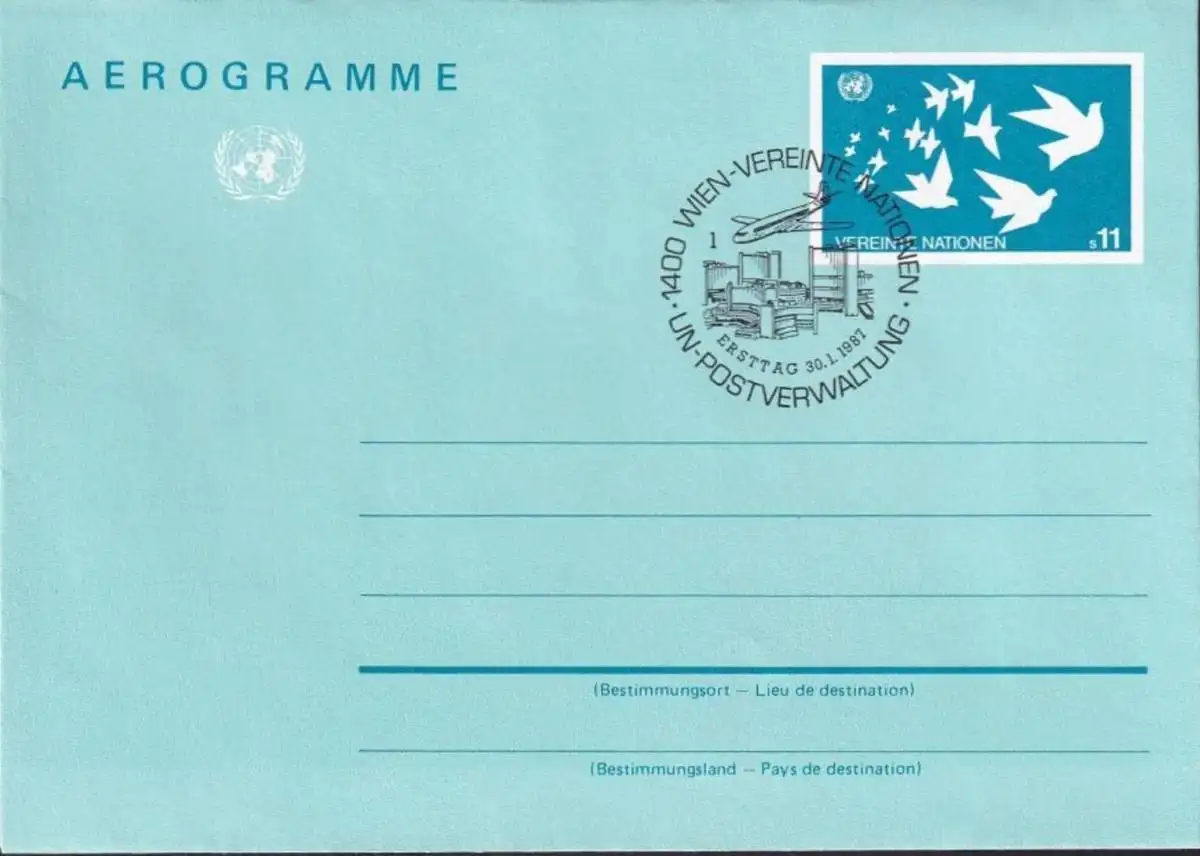 AEROGRAMME
VEREINTE NATIONEN
s11
·1400 WIEN-VEREINTE NATIONEN·
1
ERSTTAG 30.1.1987
UN-POSTVERWALTUNG
(Bestimmungsort — Lieu de destination)
(Bestimmungsland — Pays de destination)